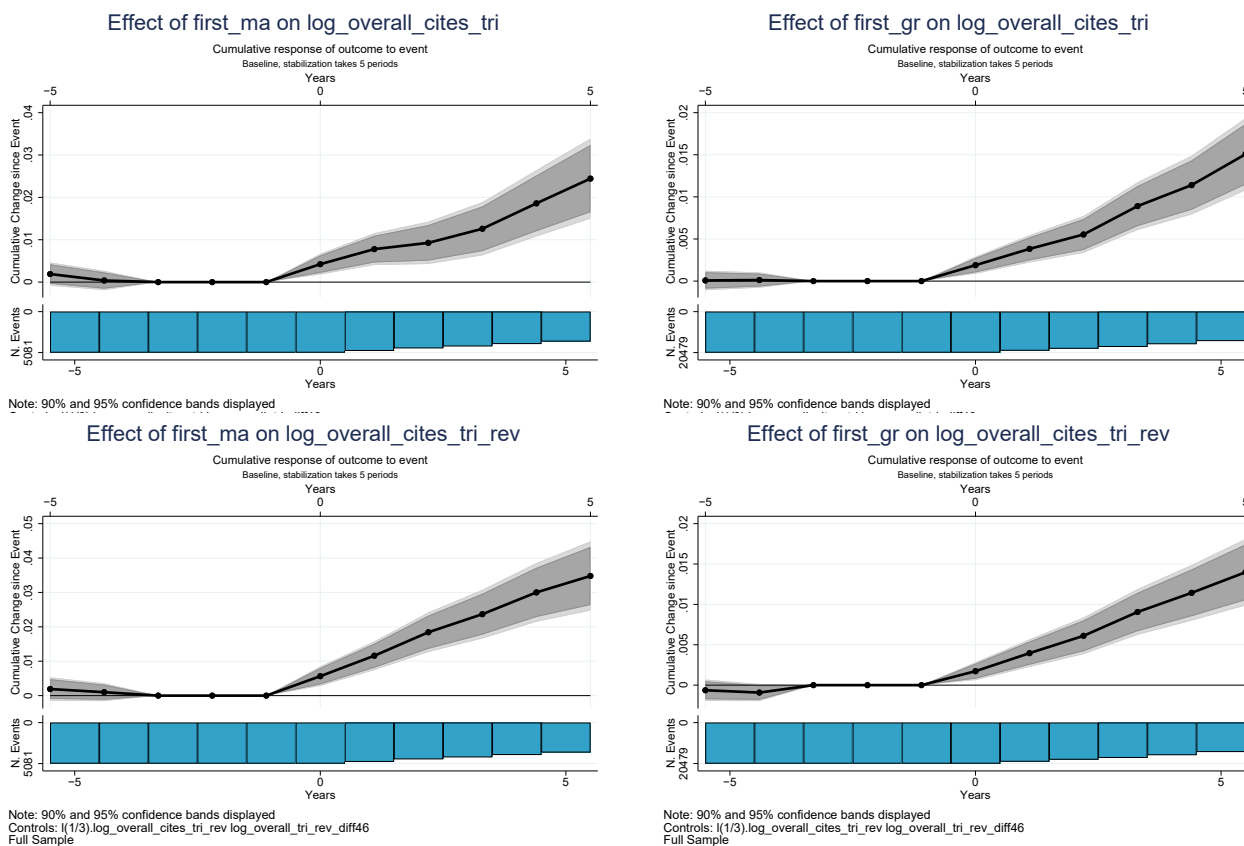 Effect of first_ma on log_overall_cites_tri
Cumulative response of outcome to event
Baseline, stabilization takes 5 periods
Years
−5 0 5
Cumulative Change since Event
0 .01 .02 .03 .04
N. Events
5081 0
−5 0 5
Years
Note: 90% and 95% confidence bands displayed
Effect of first_gr on log_overall_cites_tri
Cumulative response of outcome to event
Baseline, stabilization takes 5 periods
Years
−5 0 5
Cumulative Change since Event
0 .005 .01 .015 .02
N. Events
20479 0
−5 0 5
Years
Note: 90% and 95% confidence bands displayed
Effect of first_ma on log_overall_cites_tri_rev
Cumulative response of outcome to event
Baseline, stabilization takes 5 periods
Years
−5 0 5
Cumulative Change since Event
0 .01 .02 .03 .04 .05
N. Events
5081 0
−5 0 5
Years
Note: 90% and 95% confidence bands displayed
Controls: l(1/3).log_overall_cites_tri_rev log_overall_tri_rev_diff46
Full Sample
Effect of first_gr on log_overall_cites_tri_rev
Cumulative response of outcome to event
Baseline, stabilization takes 5 periods
Years
−5 0 5
Cumulative Change since Event
0 .005 .01 .015 .02
N. Events
20479 0
−5 0 5
Years
Note: 90% and 95% confidence bands displayed
Controls: l(1/3).log_overall_cites_tri_rev log_overall_tri_rev_diff46
Full Sample